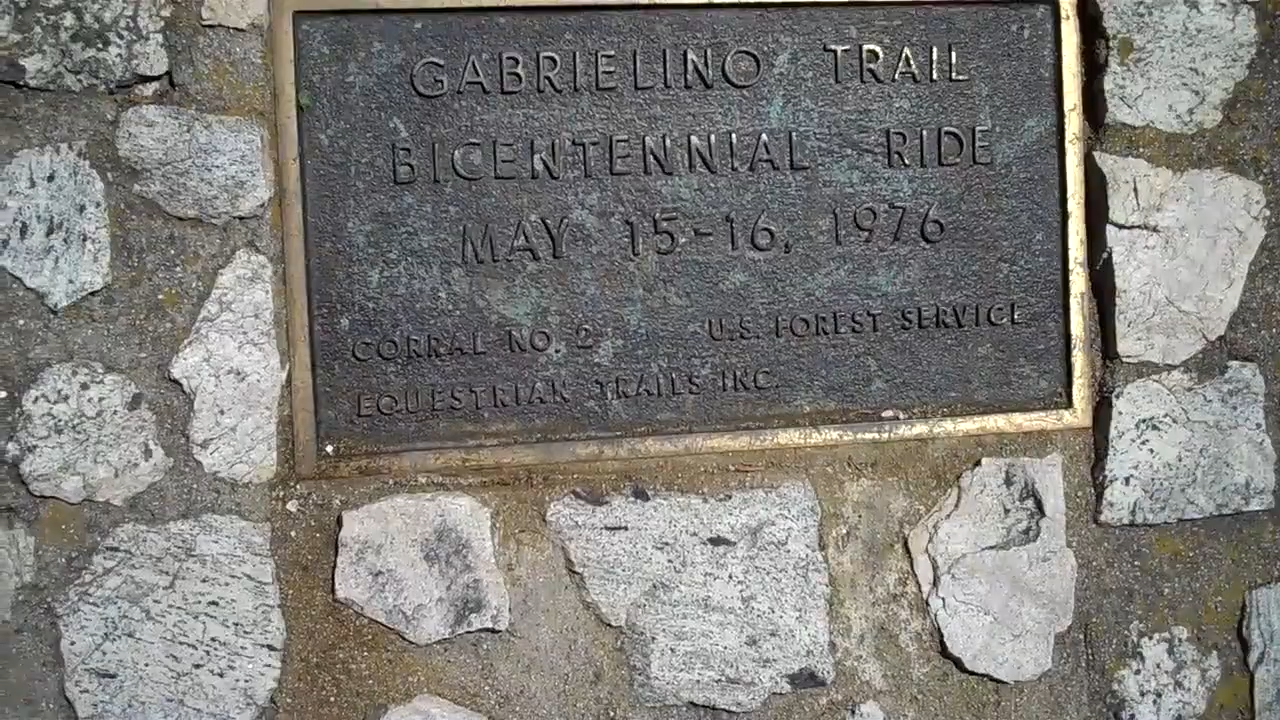 GABRIELINO TRAIL
BICENTENNIAL RIDE
MAY 15-16, 1976
CORRAL NO. 2 U.S. FOREST SERVICE
EQUESTRIAN TRAILS INC.